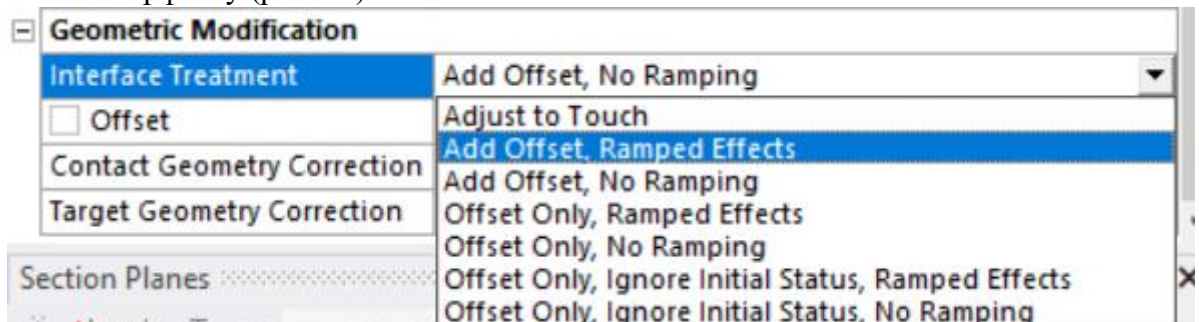 Geometric Modification
Interface Treatment Add Offset, No Ramping
Offset Adjust to Touch
Add Offset, Ramped Effects
Contact Geometry Correction Add Offset, No Ramping
Target Geometry Correction Offset Only, Ramped Effects
Offset Only, No Ramping
Section Planes Offset Only, Ignore Initial Status, Ramped Effects
Offset Only, Ignore Initial Status, No Ramping